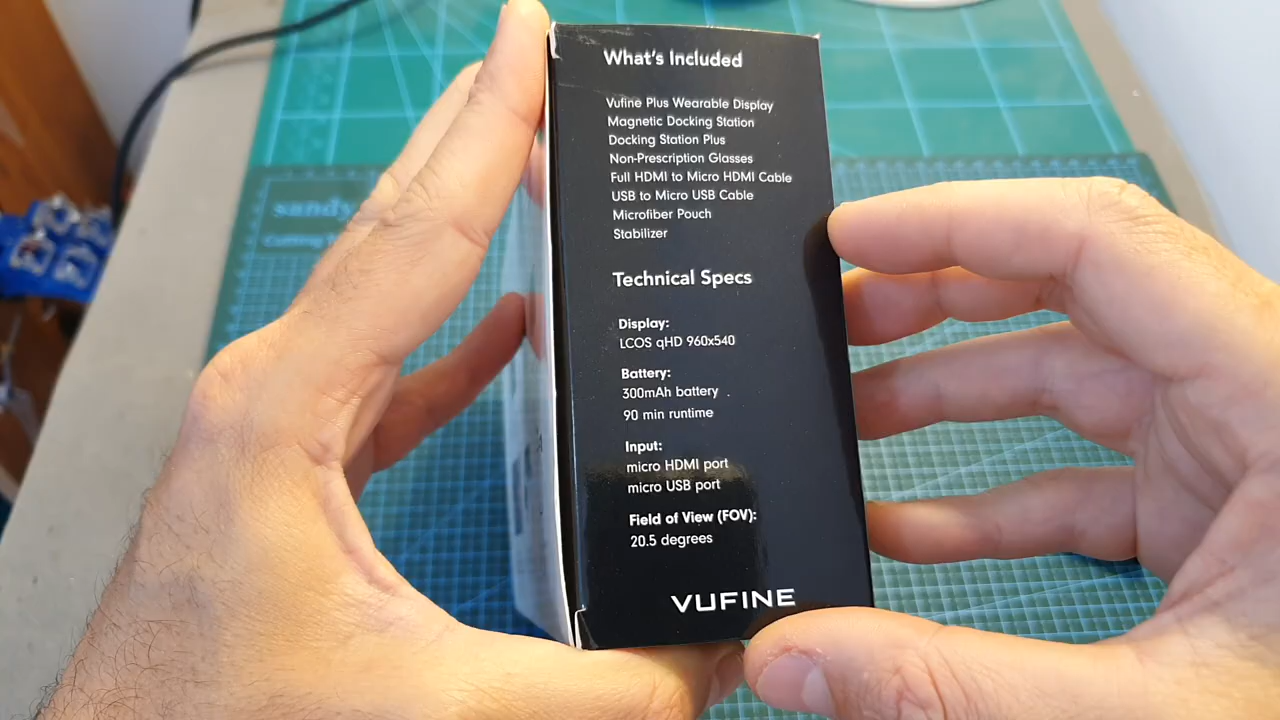 What's Included
Vufine Plus Wearable Display
Magnetic Docking Station
Docking Station Plus
Non-Prescription Glasses
Full HDMI to Micro HDMI Cable
USB to Micro USB Cable
Microfiber Pouch
Stabilizer
Technical Specs
Display:
LCOS qHD 960x540
Battery:
300mAh battery
90 min runtime
Input:
micro HDMI port
micro USB port
Field of View (FOV):
20.5 degrees
VUFINE
sandy
Cutting